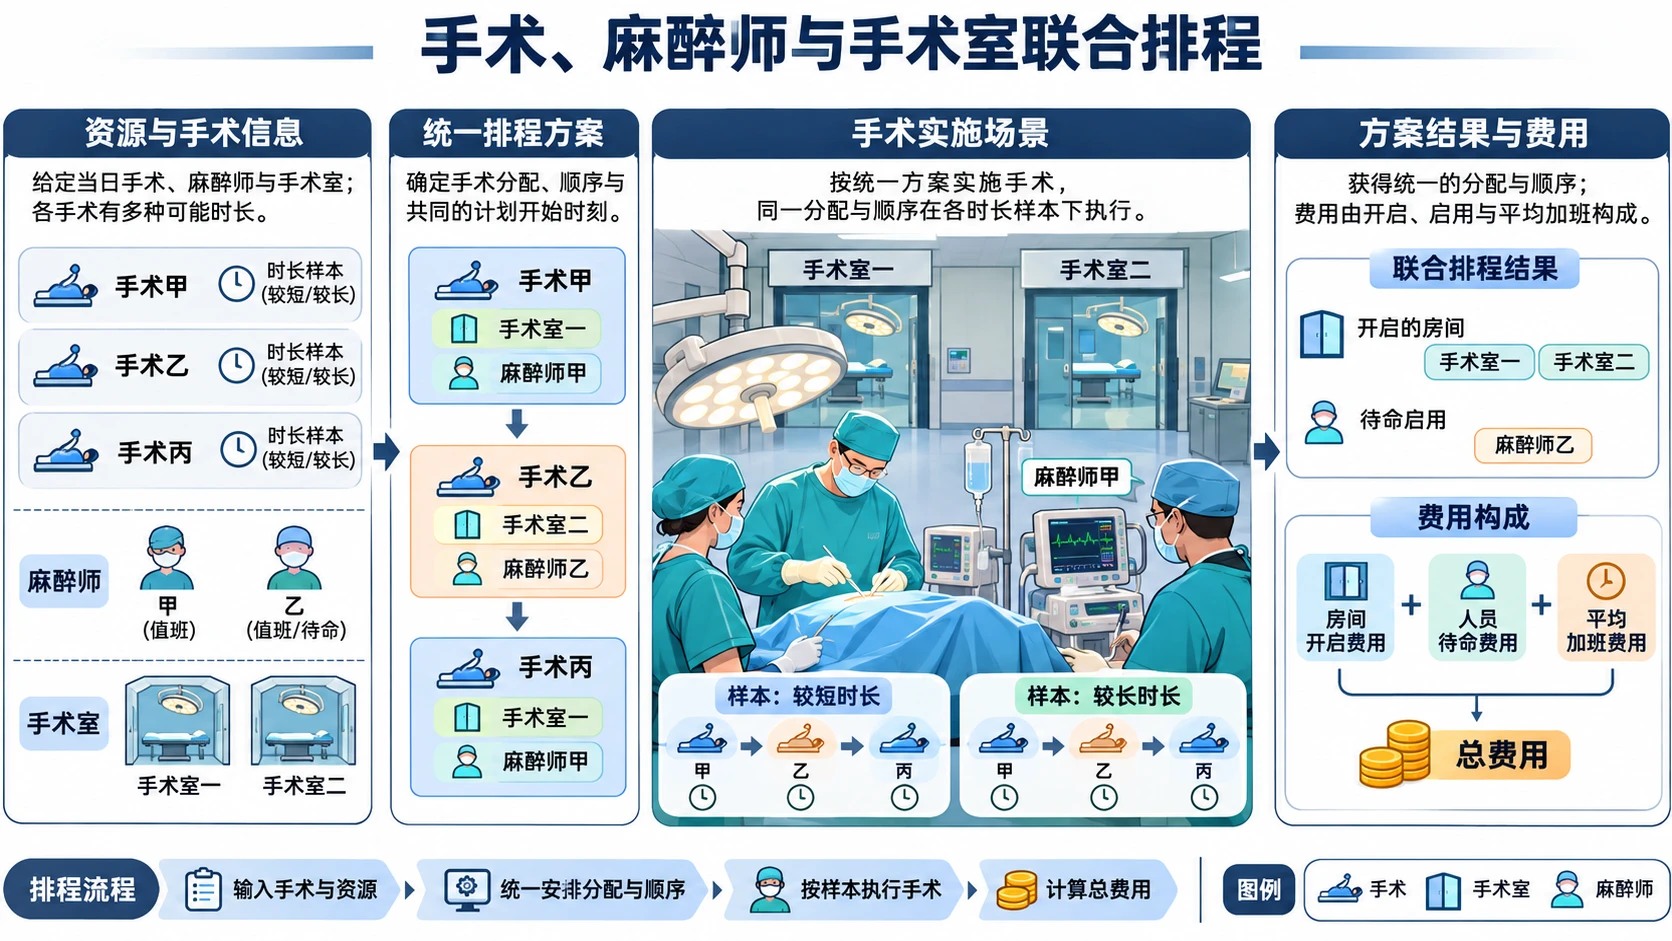 手术、麻醉师与手术室联合排程
资源与手术信息
给定当日手术、麻醉师与手术室；
各手术有多种可能时长。
手术甲
时长样本
(较短/较长)
手术乙
时长样本
(较短/较长)
手术丙
时长样本
(较短/较长)
麻醉师
甲
(值班)
乙
(值班/待命)
手术室
手术室一
手术室二
统一排程方案
确定手术分配、顺序与
共同的计划开始时刻。
手术甲
手术室一
麻醉师甲
手术乙
手术室二
麻醉师乙
手术丙
手术室一
麻醉师甲
手术实施场景
按统一方案实施手术，
同一分配与顺序在各时长样本下执行。
手术室一
手术室二
麻醉师甲
样本：较短时长
甲
乙
丙
样本：较长时长
甲
乙
丙
方案结果与费用
获得统一的分配与顺序；
费用由开启、启用与平均加班构成。
联合排程结果
开启的房间
手术室一
手术室二
待命启用
麻醉师乙
费用构成
房间
开启费用
+
人员
待命费用
+
平均
加班费用
总费用
排程流程
输入手术与资源
统一安排分配与顺序
按样本执行手术
计算总费用
图例
手术
手术室
麻醉师